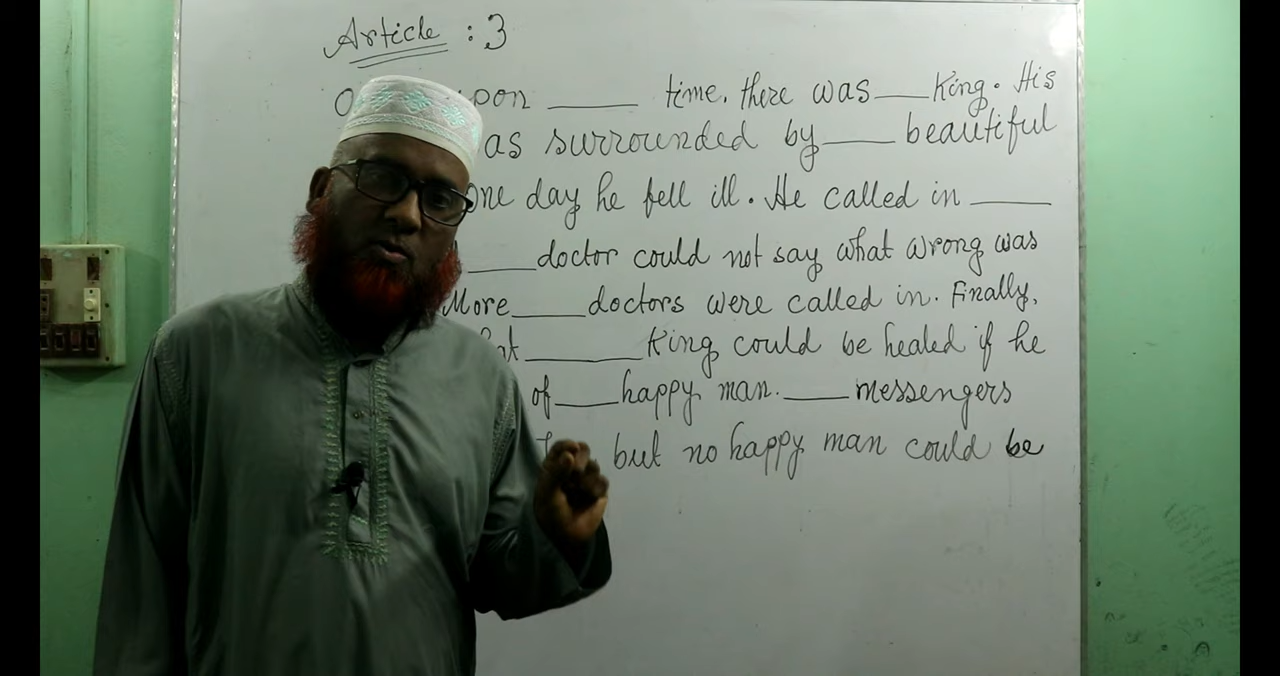 Article : 3
pon ____ time. there was ___ King. His
as surrounded by ____ beautiful
One day he fell ill. He called in _____
____ doctor could not say what wrong was
More ____ doctors were called in. Finally,
_____ King could be healed if he
of ____ happy man. ____ messengers
but no happy man could be